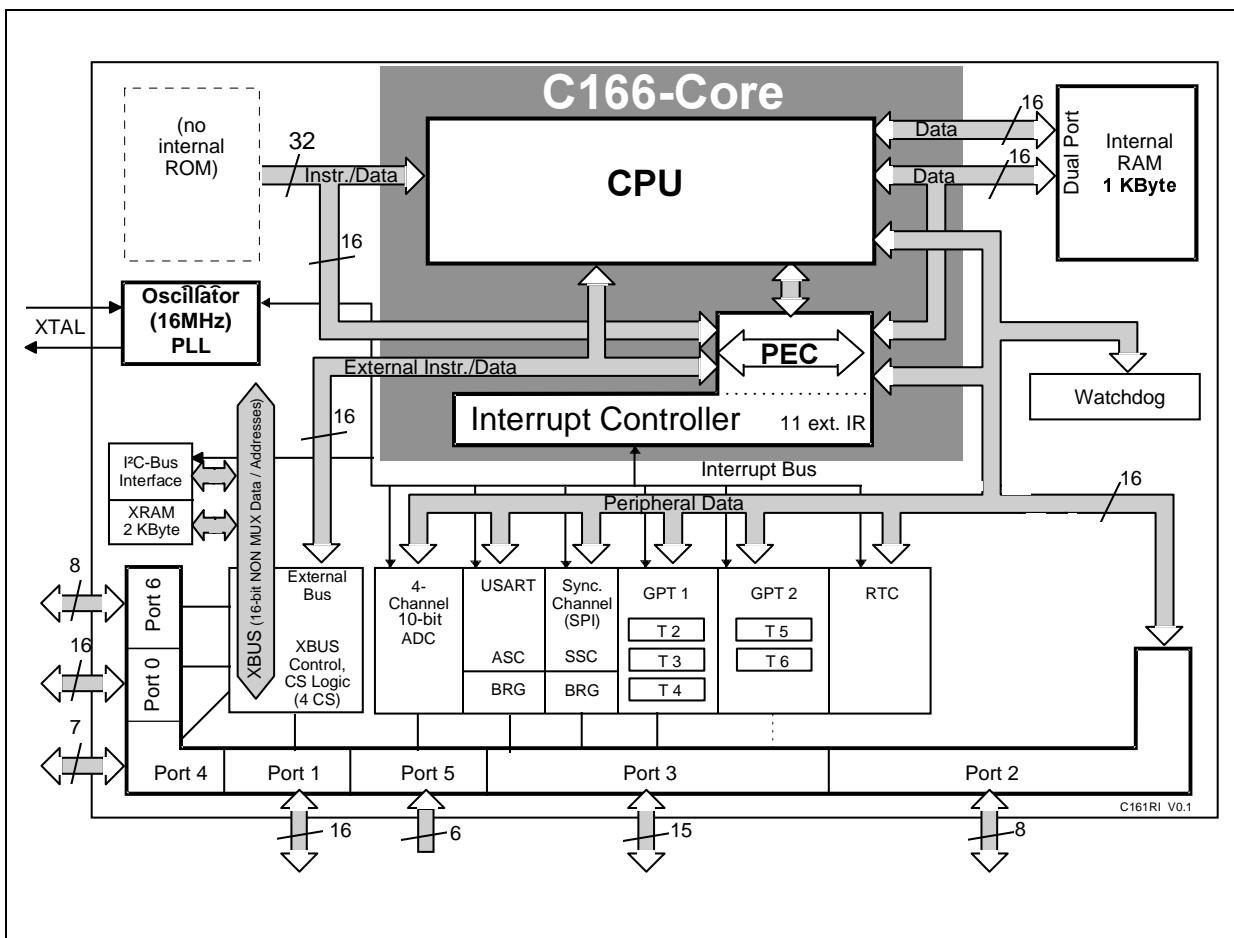 C166-Core
(no
internal
ROM)
32
Instr./Data
CPU
16
Data
16
Data
Dual Port
Internal
RAM
1 KByte
16
XTAL
Oscillator
(16MHz)
PLL
PEC
External Instr./Data
Interrupt Controller
11 ext. IR
Watchdog
16
Interrupt Bus
Peripheral Data
16
I²C-Bus
Interface
XRAM
2 KByte
XBUS (16-bit NON MUX Data / Addresses)
8
Port 6
16
Port 0
7
External
Bus
XBUS
Control,
CS Logic
(4 CS)
4-
Channel
10-bit
ADC
USART
ASC
BRG
Sync.
Channel
(SPI)
SSC
BRG
GPT 1
T 2
T 3
T 4
GPT 2
T 5
T 6
RTC
Port 4
Port 1
Port 5
Port 3
Port 2
C161RI V0.1
16
6
15
8